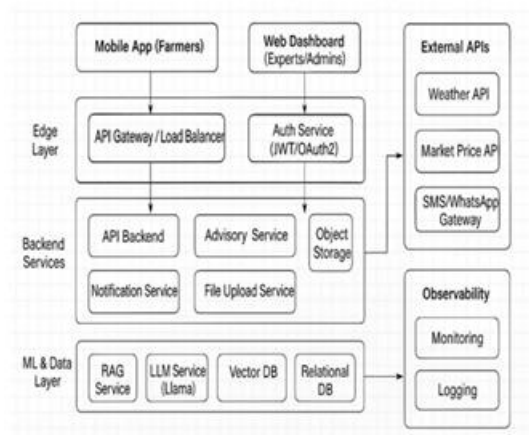 Mobile App (Farmers)
Web Dashboard
(Experts/Admins)
External APIs
Weather API
Market Price API
SMS/WhatsApp
Gateway
Edge
Layer
API Gateway / Load Balancer
Auth Service
(JWT/OAuth2)
Backend
Services
API Backend
Advisory Service
Object
Storage
Notification Service
File Upload Service
Observability
Monitoring
Logging
ML & Data
Layer
RAG
Service
LLM Service
(Llama)
Vector DB
Relational
DB